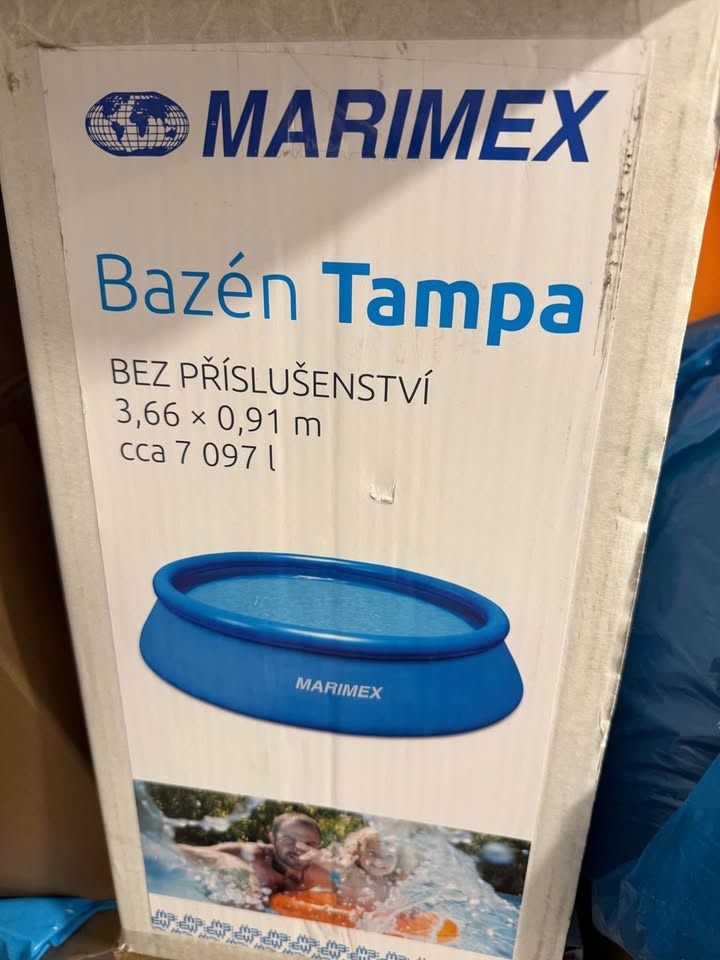 MARIMEX
Bazén Tampa
BEZ PŘÍSLUŠENSTVÍ
3,66 × 0,91 m
cca 7 097 l
MARIMEX